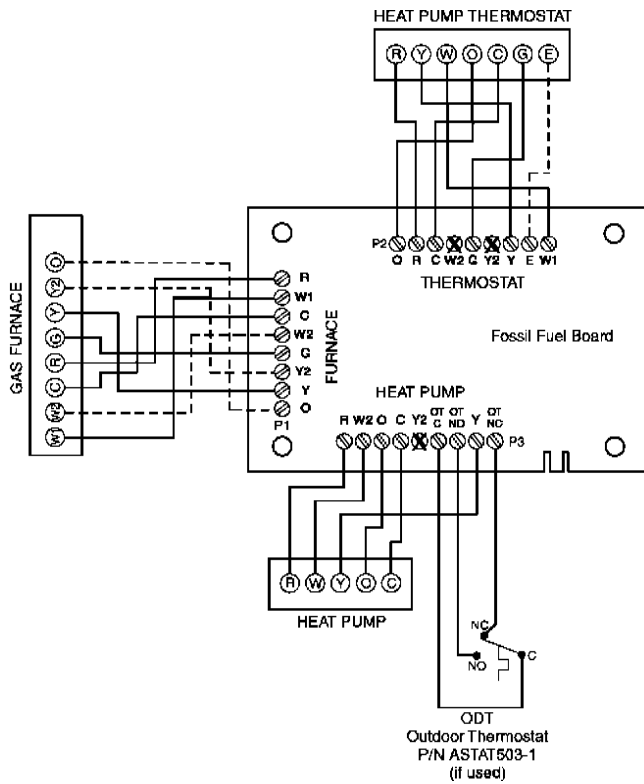 HEAT PUMP THERMOSTAT
R Y W O C G E
P2 O R C W2 G Y2 Y E W1
THERMOSTAT
Fossil Fuel Board
GAS FURNACE
O
Y2
Y
G
R
C
W2
W1
R
W1
C
W2
G
Y2
Y
O
P1
FURNACE
HEAT PUMP
R W2 O C Y2 OT C OT NO Y OT NC P3
R W Y O C
HEAT PUMP
NC
NO
C
ODT
Outdoor Thermostat
P/N ASTAT503-1
(if used)